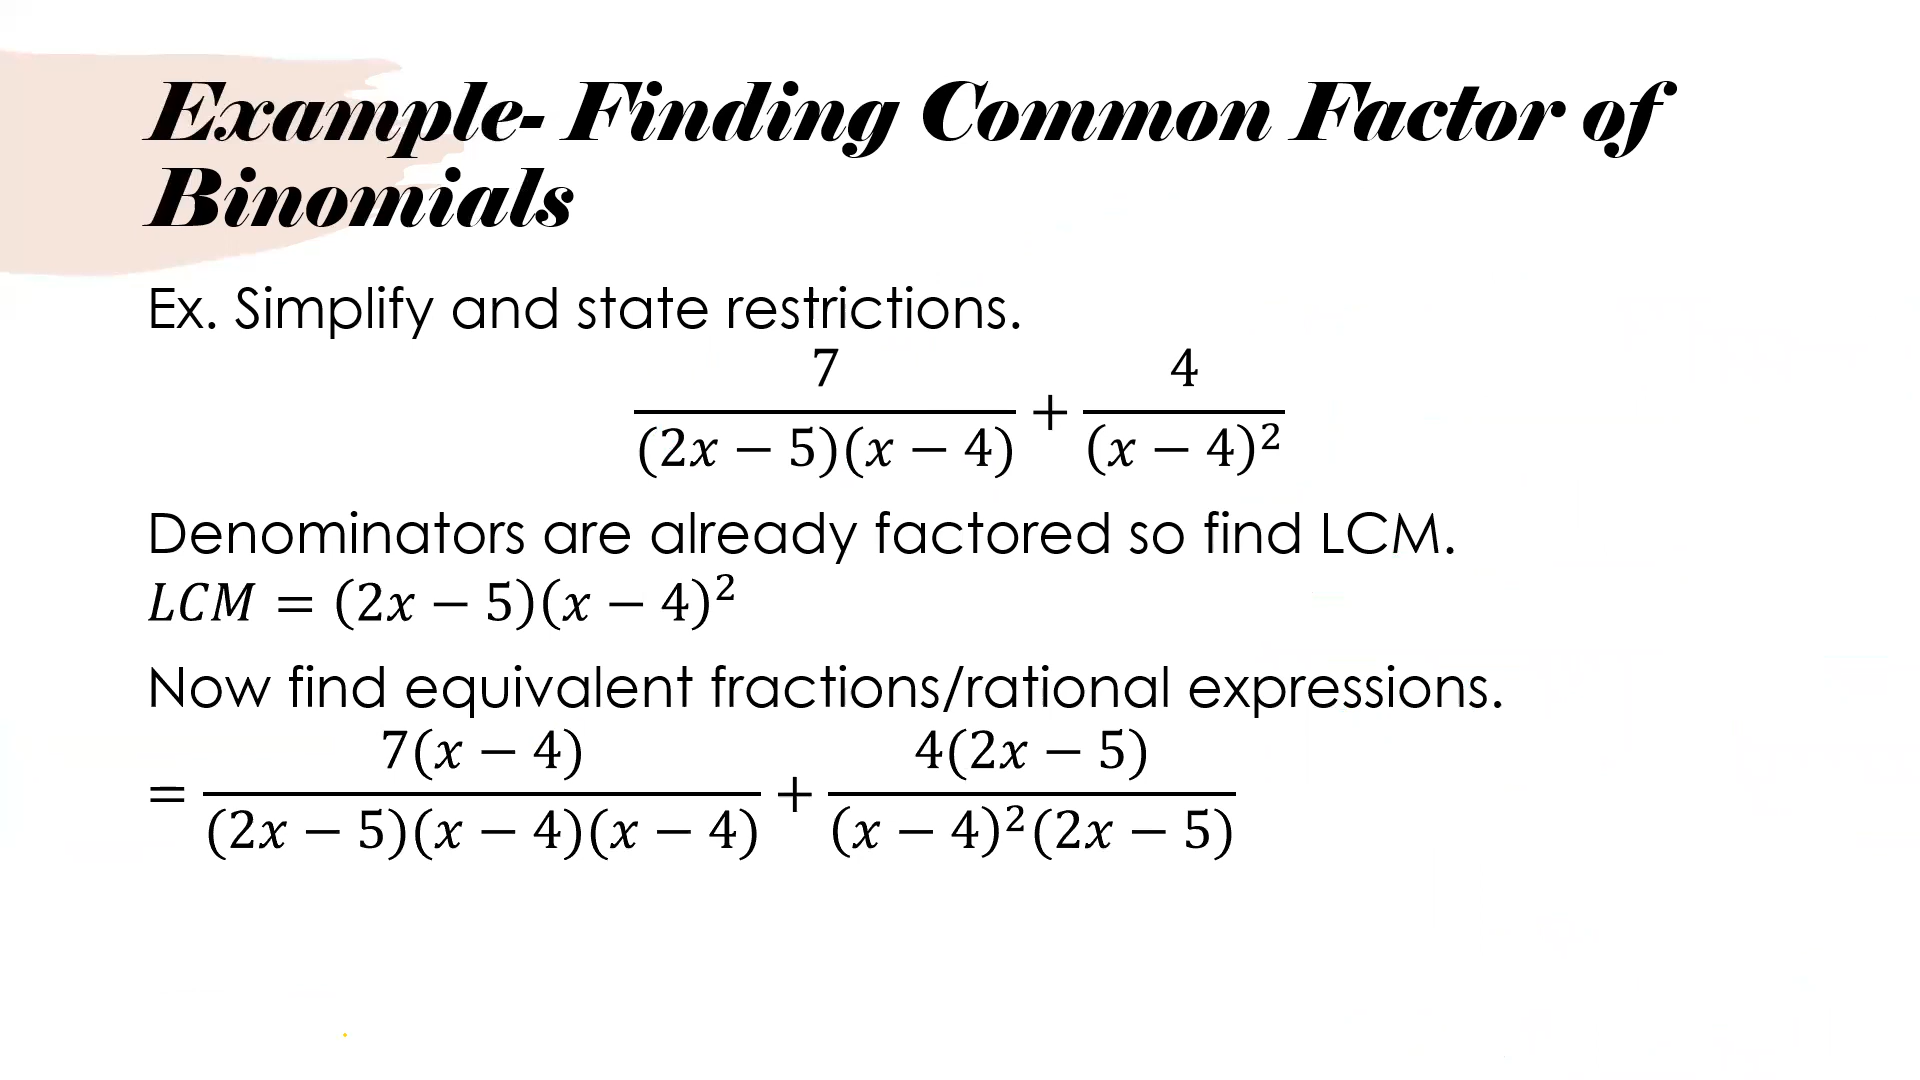 Example- Finding Common Factor of
Binomials
Ex. Simplify and state restrictions.
7/((2x − 5)(x − 4)) + 4/(x − 4)²
Denominators are already factored so find LCM.
LCM = (2x − 5)(x − 4)²
Now find equivalent fractions/rational expressions.
= 7(x − 4)/((2x − 5)(x − 4)(x − 4)) + 4(2x − 5)/((x − 4)²(2x − 5))